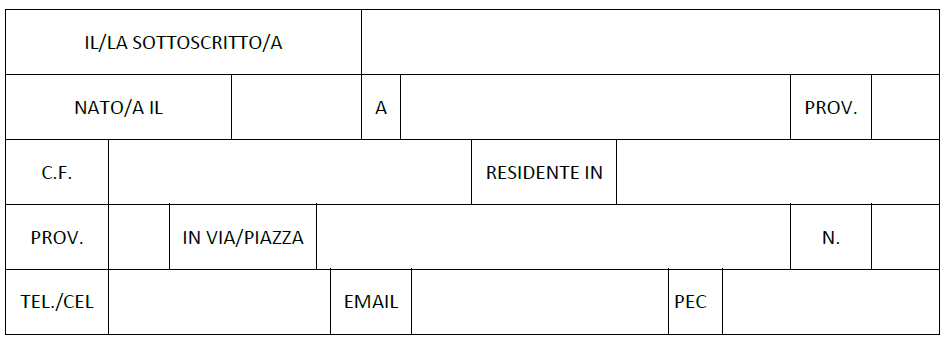 IL/LA SOTTOSCRITTO/A
NATO/A IL A PROV.
C.F. RESIDENTE IN
PROV. IN VIA/PIAZZA N.
TEL./CEL EMAIL PEC